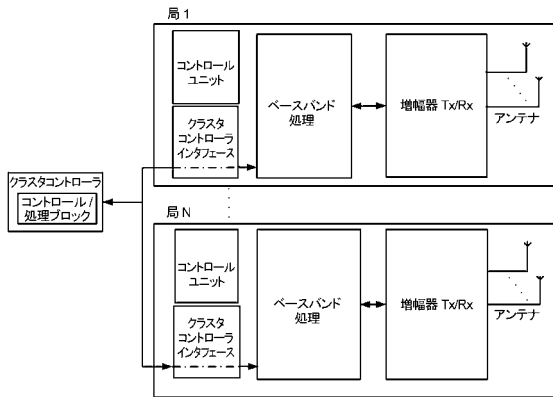 局 1
コントロール
ユニット
クラスタ
コントローラ
インタフェース
ベースバンド
処理
増幅器 Tx/Rx
アンテナ
クラスタコントローラ
コントロール /
処理ブロック
局 N
コントロール
ユニット
クラスタ
コントローラ
インタフェース
ベースバンド
処理
増幅器 Tx/Rx
アンテナ